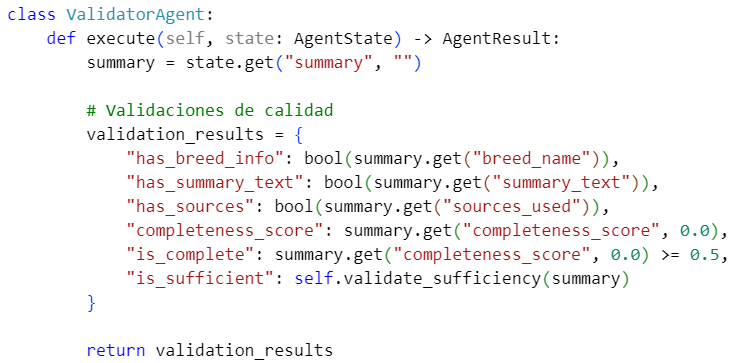 class ValidatorAgent:
    def execute(self, state: AgentState) -> AgentResult:
        summary = state.get("summary", "")

        # Validaciones de calidad
        validation_results = {
            "has_breed_info": bool(summary.get("breed_name")),
            "has_summary_text": bool(summary.get("summary_text")),
            "has_sources": bool(summary.get("sources_used")),
            "completeness_score": summary.get("completeness_score", 0.0),
            "is_complete": summary.get("completeness_score", 0.0) >= 0.5,
            "is_sufficient": self.validate_sufficiency(summary)
        }

        return validation_results